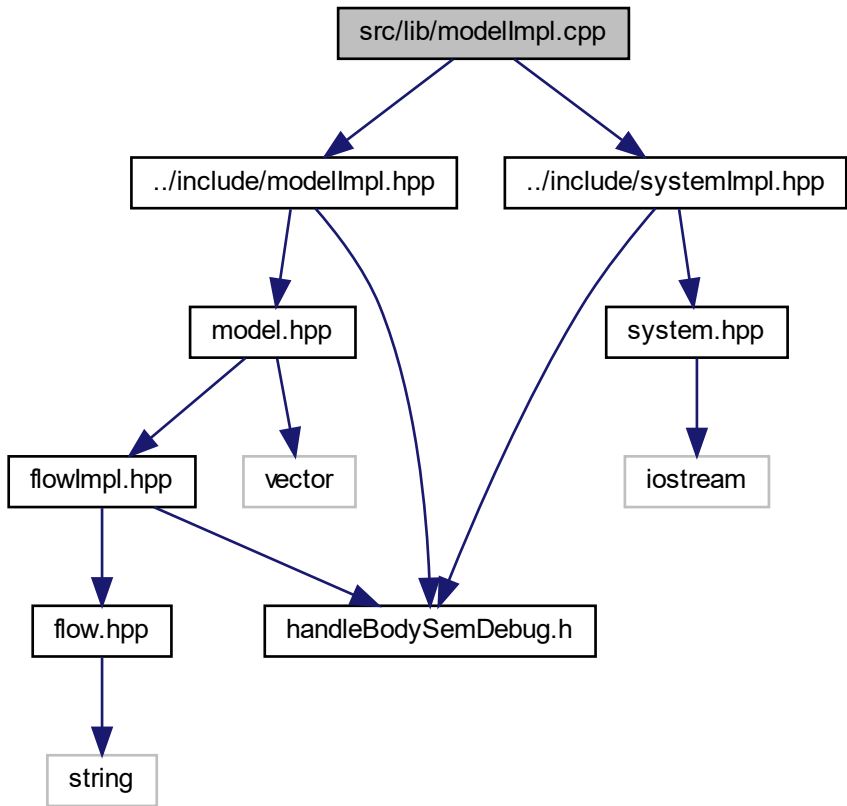 src/lib/modelImpl.cpp
../include/modelImpl.hpp
../include/systemImpl.hpp
model.hpp
system.hpp
flowImpl.hpp
vector
iostream
flow.hpp
handleBodySemDebug.h
string